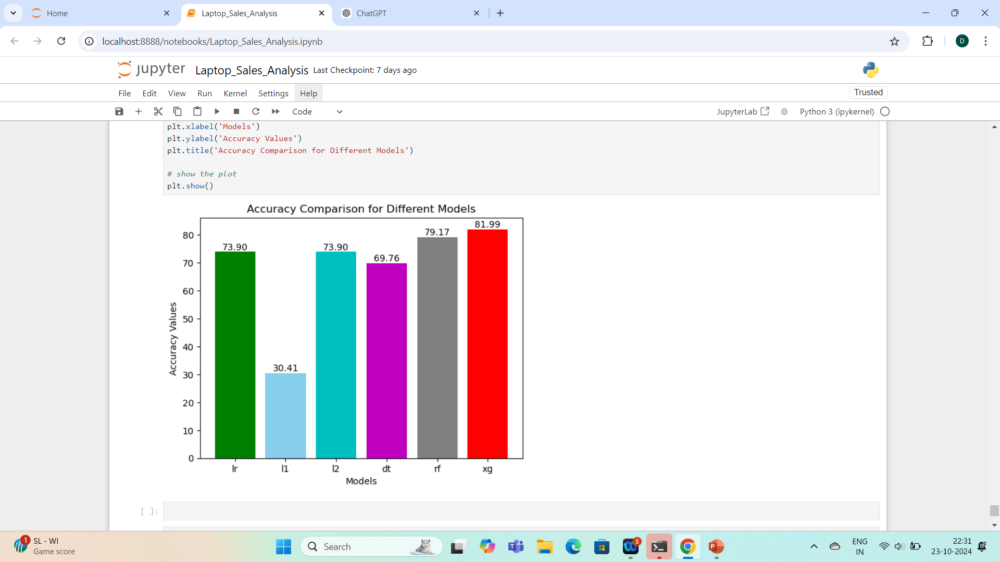 Home
Laptop_Sales_Analysis
ChatGPT
localhost:8888/notebooks/Laptop_Sales_Analysis.ipynb
D
jupyter Laptop_Sales_Analysis Last Checkpoint: 7 days ago
File Edit View Run Kernel Settings Help
Trusted
Code
JupyterLab
Python 3 (ipykernel)
plt.xlabel('Models')
plt.ylabel('Accuracy Values')
plt.title('Accuracy Comparison for Different Models')
# show the plot
plt.show()
Accuracy Comparison for Different Models
81.99
79.17
80
73.90
73.90
69.76
70
60
50
Accuracy Values
40
30.41
30
20
10
0
lr l1 l2 dt rf xg
Models
[ ]:
1
SL - WI
Game score
Search
8
ENG
IN
22:31
23-10-2024